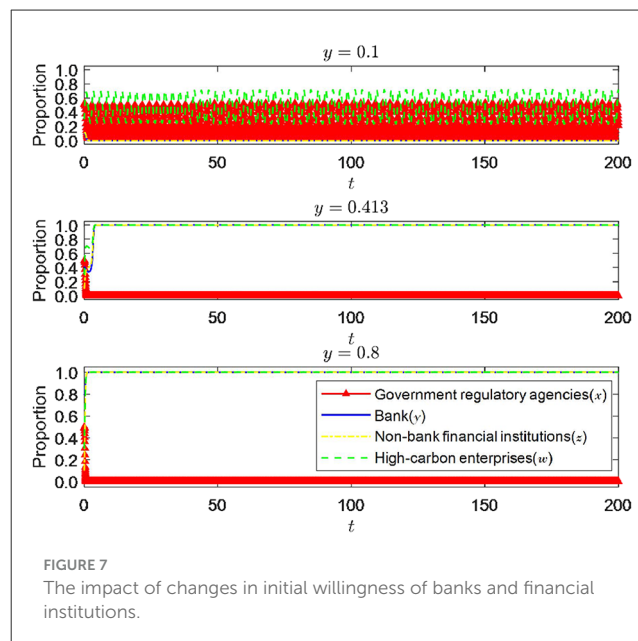 y = 0.1
Proportion
1.0
0.8
0.6
0.4
0.2
0.0
0 50 100 150 200
t
y = 0.413
Proportion
1.0
0.8
0.6
0.4
0.2
0.0
0 50 100 150 200
t
y = 0.8
Proportion
1.0
0.8
0.6
0.4
0.2
0.0
Government regulatory agencies(x)
Bank(y)
Non-bank financial institutions(z)
High-carbon enterprises(w)
0 50 100 150 200
t
FIGURE 7
The impact of changes in initial willingness of banks and financial
institutions.